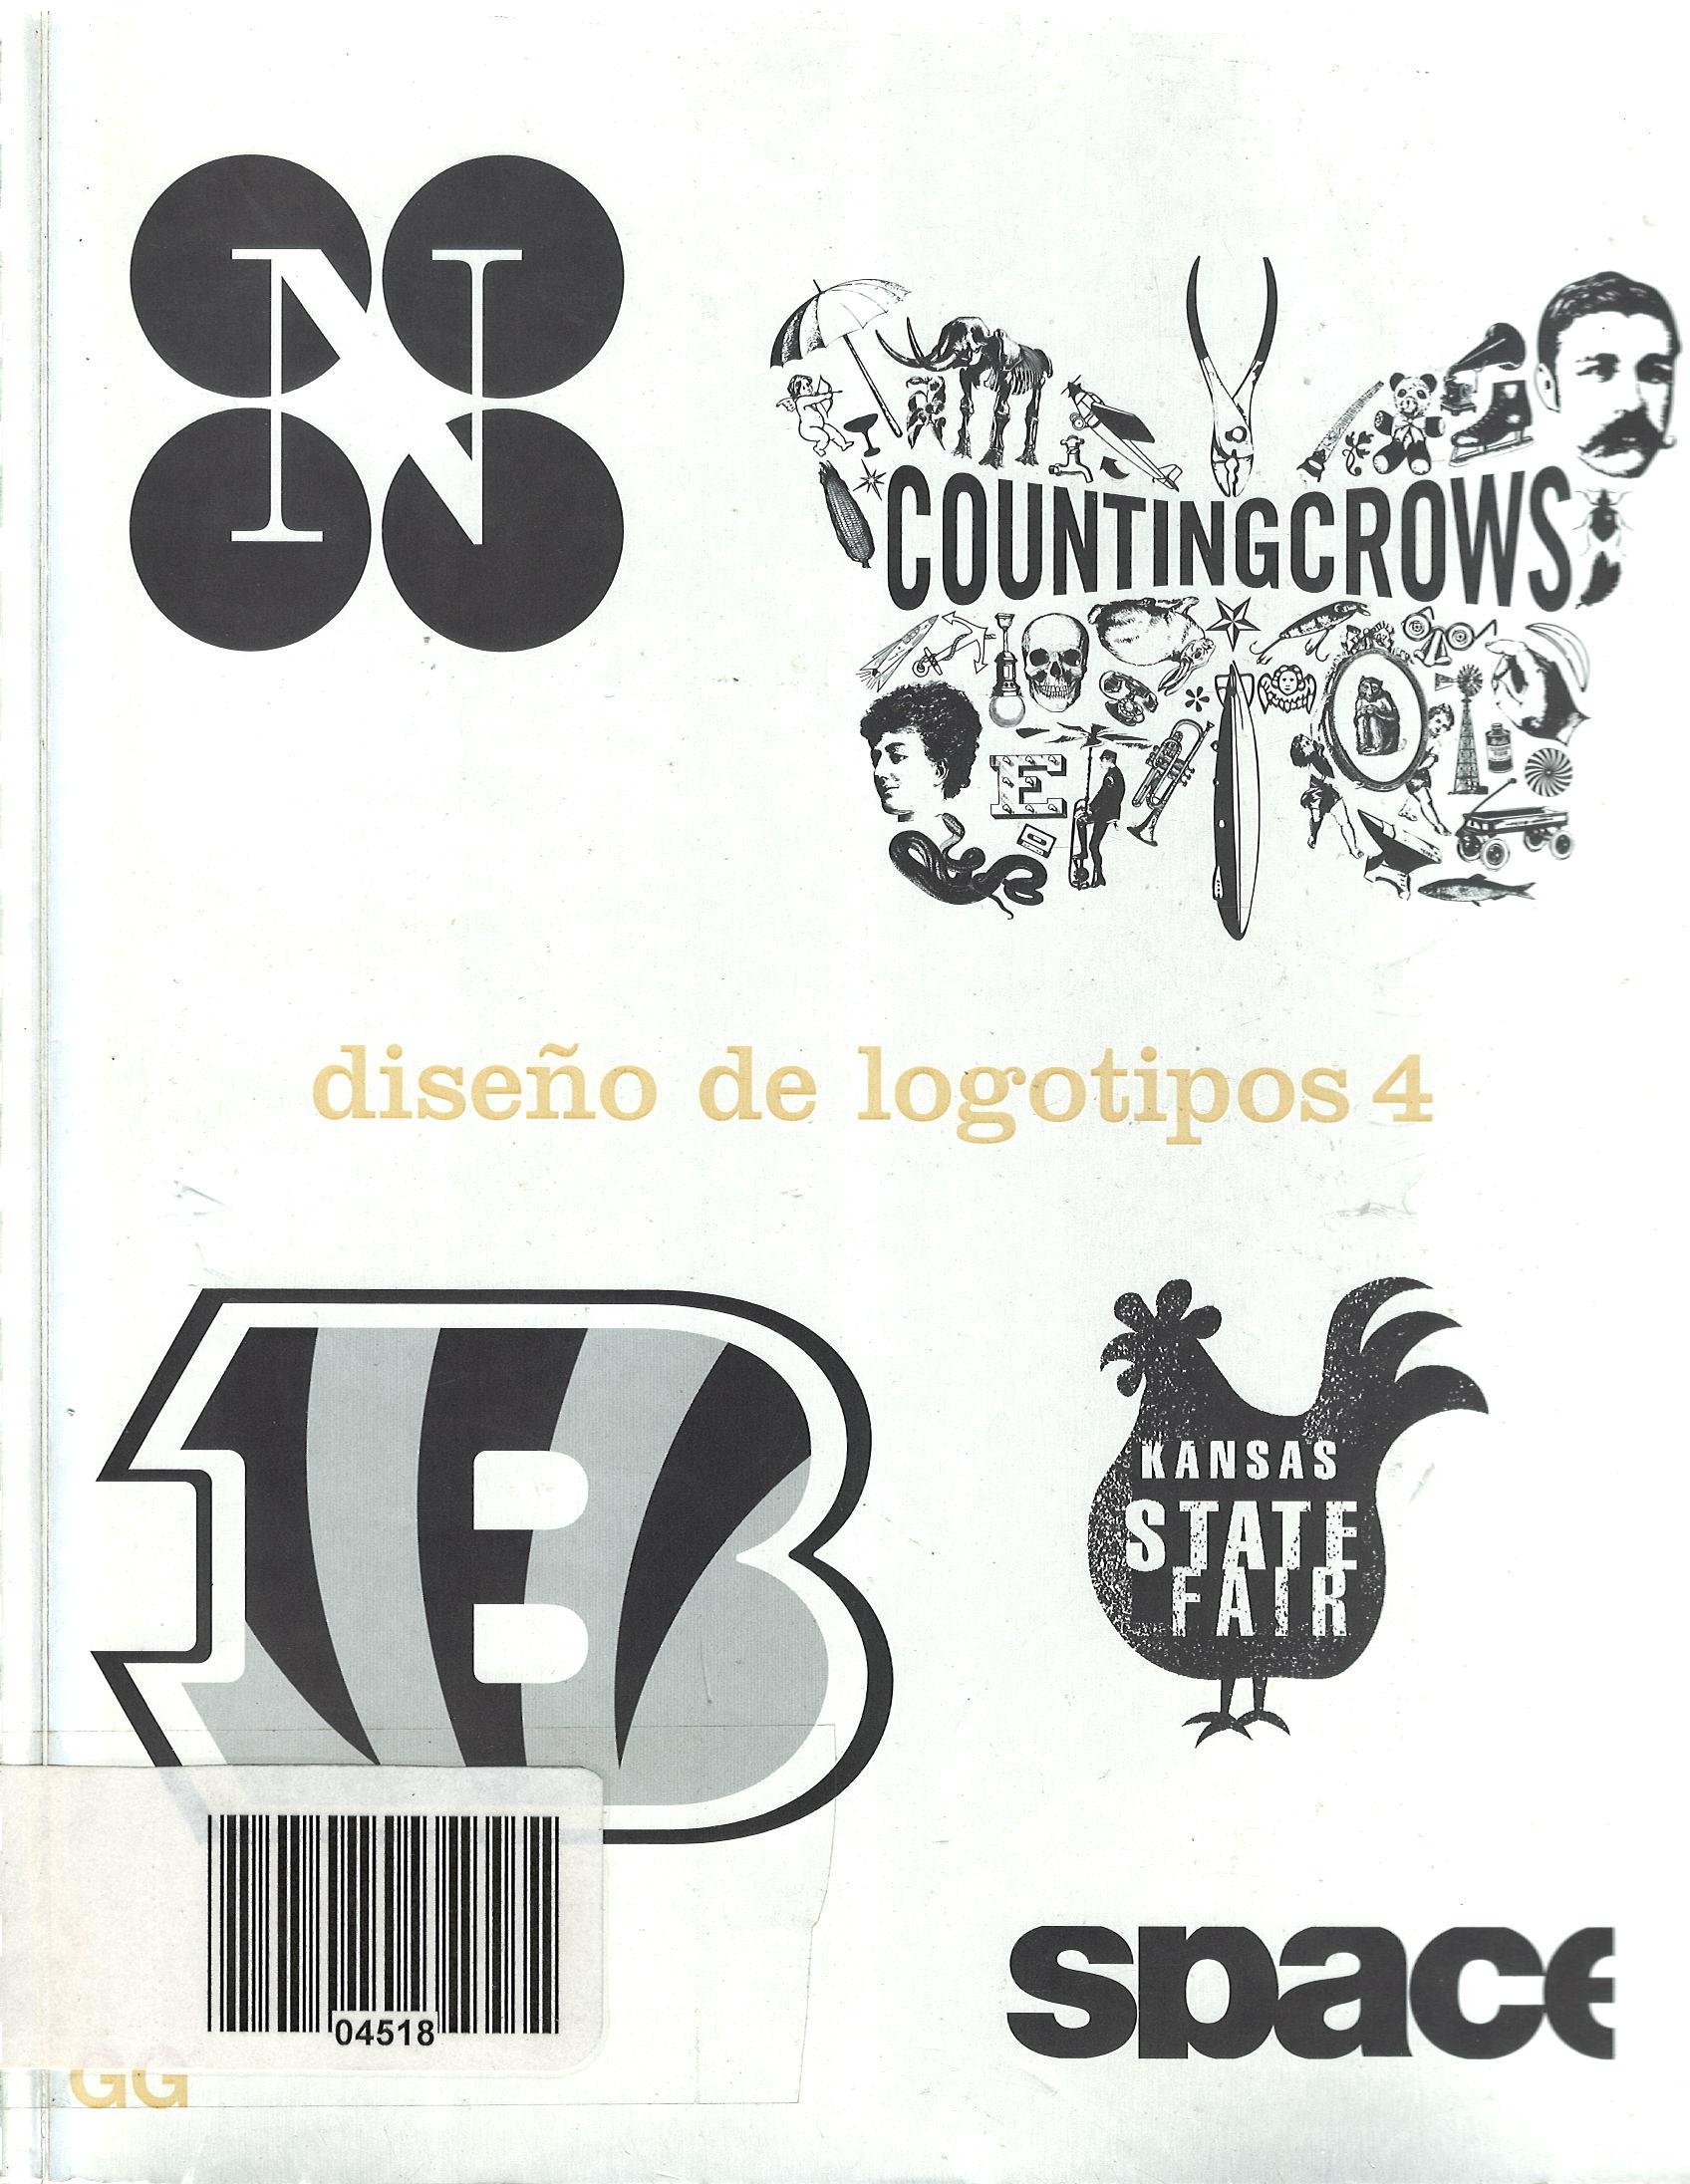 N
COUNTINGCROWS
E
diseño de logotipos 4
B
KANSAS
STATE
FAIR
space
04518
GG